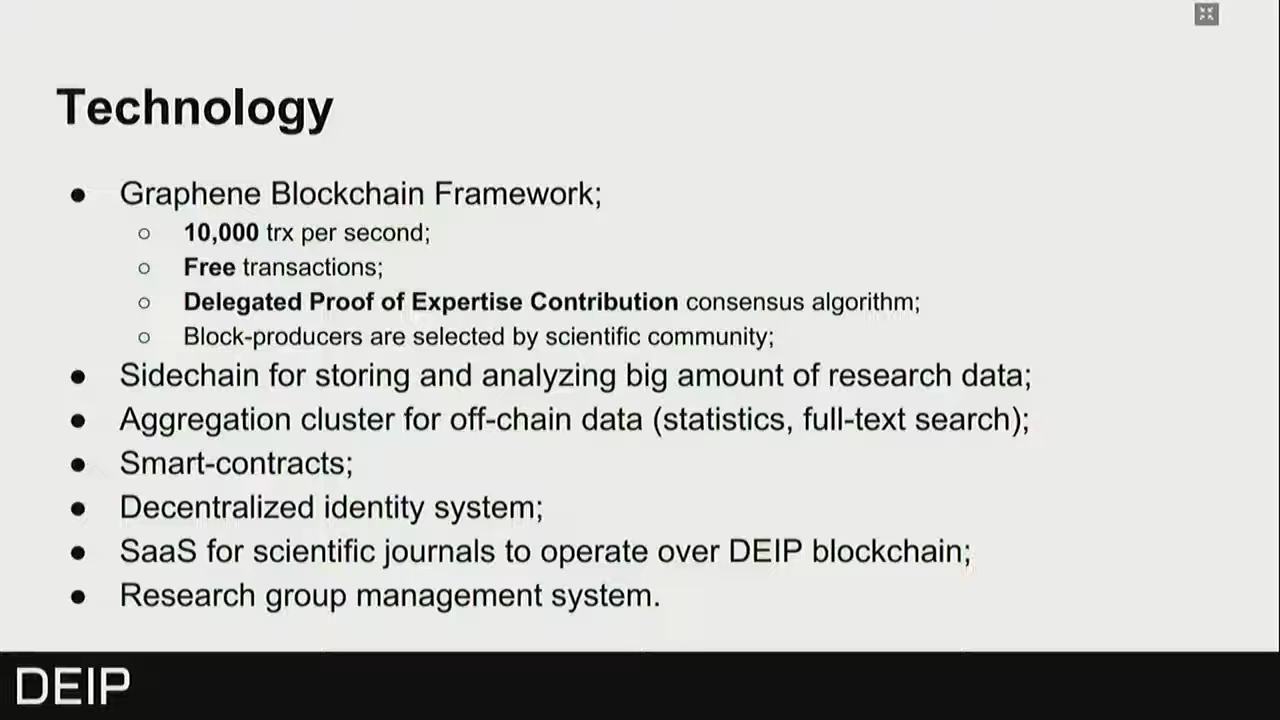 Technology
● Graphene Blockchain Framework;
○ 10,000 trx per second;
○ Free transactions;
○ Delegated Proof of Expertise Contribution consensus algorithm;
○ Block-producers are selected by scientific community;
● Sidechain for storing and analyzing big amount of research data;
● Aggregation cluster for off-chain data (statistics, full-text search);
● Smart-contracts;
● Decentralized identity system;
● SaaS for scientific journals to operate over DEIP blockchain;
● Research group management system.
DEIP